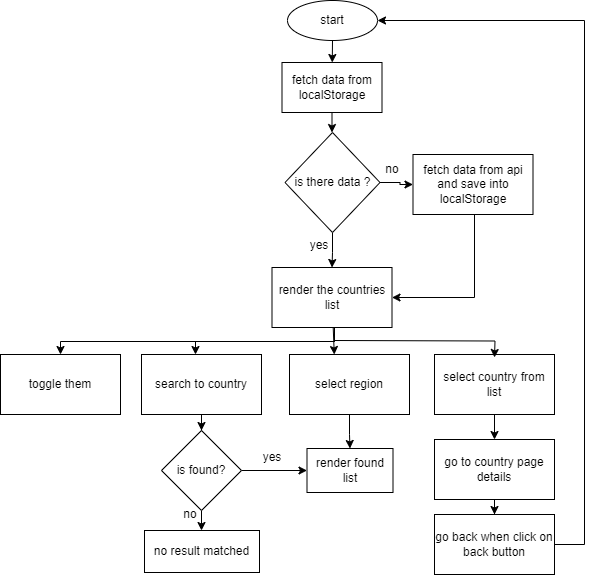 start
fetch data from
localStorage
is there data ?
no
fetch data from api
and save into
localStorage
yes
render the countries
list
toggle them
search to country
select region
select country from
list
is found?
yes
render found
list
go to country page
details
no
no result matched
go back when click on
back button